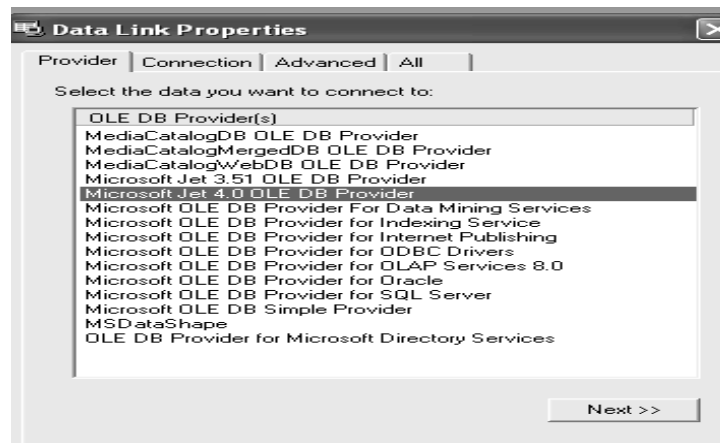 Data Link Properties
Provider Connection Advanced All
Select the data you want to connect to:
OLE DB Provider(s)
MediaCatalogDB OLE DB Provider
MediaCatalogMergedDB OLE DB Provider
MediaCatalogWebDB OLE DB Provider
Microsoft Jet 3.51 OLE DB Provider
Microsoft Jet 4.0 OLE DB Provider
Microsoft OLE DB Provider For Data Mining Services
Microsoft OLE DB Provider for Indexing Service
Microsoft OLE DB Provider for Internet Publishing
Microsoft OLE DB Provider for ODBC Drivers
Microsoft OLE DB Provider for OLAP Services 8.0
Microsoft OLE DB Provider for Oracle
Microsoft OLE DB Provider for SQL Server
Microsoft OLE DB Simple Provider
MSDataShape
OLE DB Provider for Microsoft Directory Services
Next >>